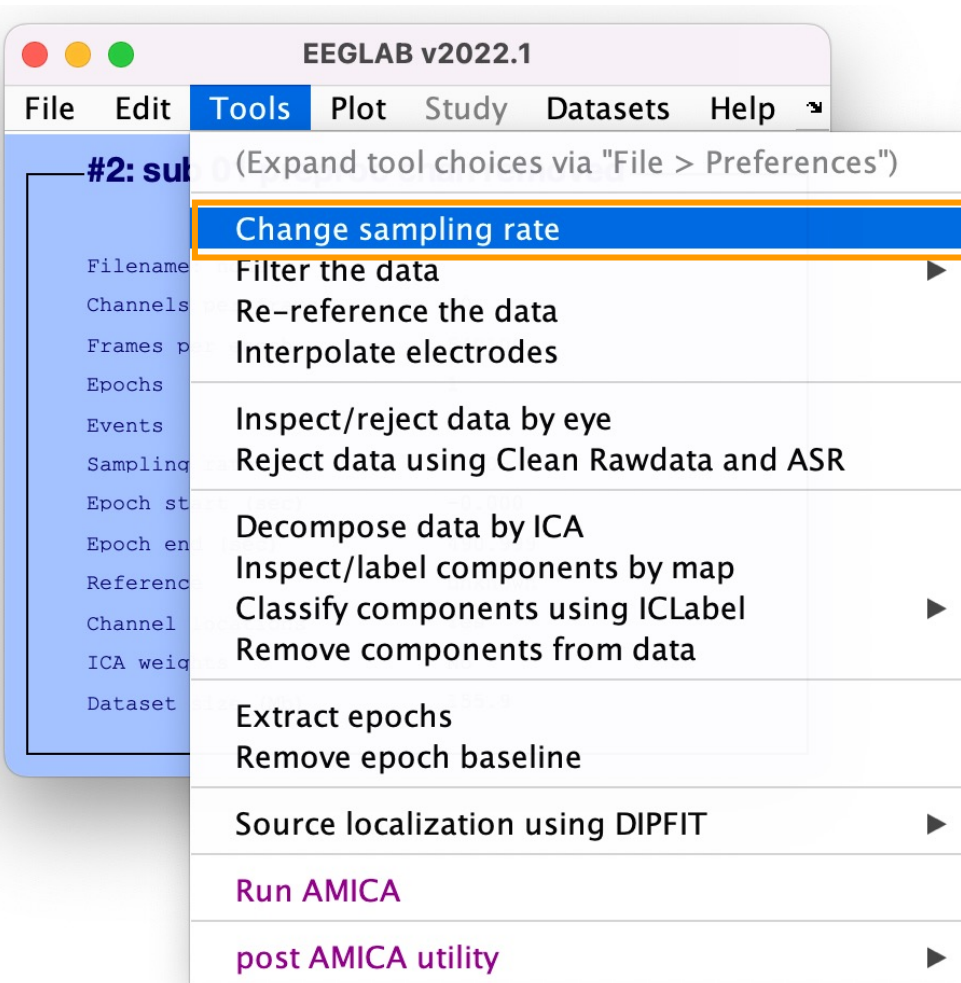 EEGLAB v2022.1
File Edit Tools Plot Study Datasets Help
#2: sub
(Expand tool choices via "File > Preferences")
Change sampling rate
Filename
Filter the data
Channels
Re-reference the data
Frames
Interpolate electrodes
Epochs
Inspect/reject data by eye
Events
Reject data using Clean Rawdata and ASR
Sampling
Epoch st
Decompose data by ICA
Epoch en
Inspect/label components by map
Referenc
Classify components using ICLabel
Channel
Remove components from data
ICA weig
Dataset
Extract epochs
Remove epoch baseline
Source localization using DIPFIT
Run AMICA
post AMICA utility